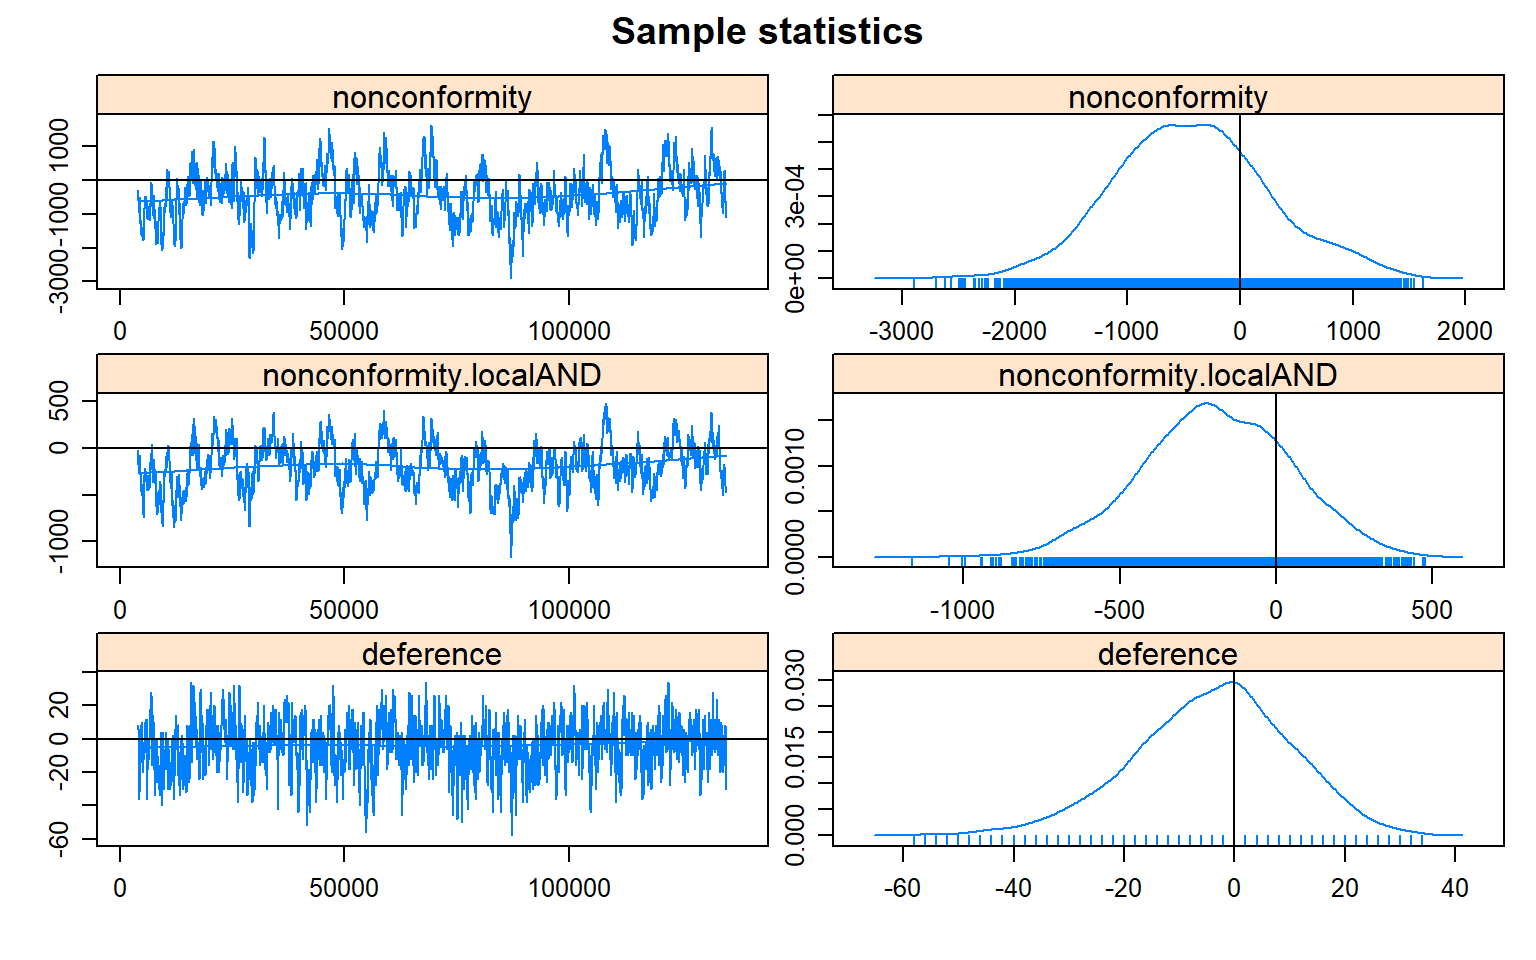 Sample statistics
nonconformity
nonconformity
1000
-1000
-3000
3e-04
0e+00
0 50000 100000
-3000 -2000 -1000 0 1000 2000
nonconformity.localAND
nonconformity.localAND
500
0
-1000
0.0010
0.0000
0 50000 100000
-1000 -500 0 500
deference
deference
20
0
-20
-60
0.030
0.015
0.000
0 50000 100000
-60 -40 -20 0 20 40